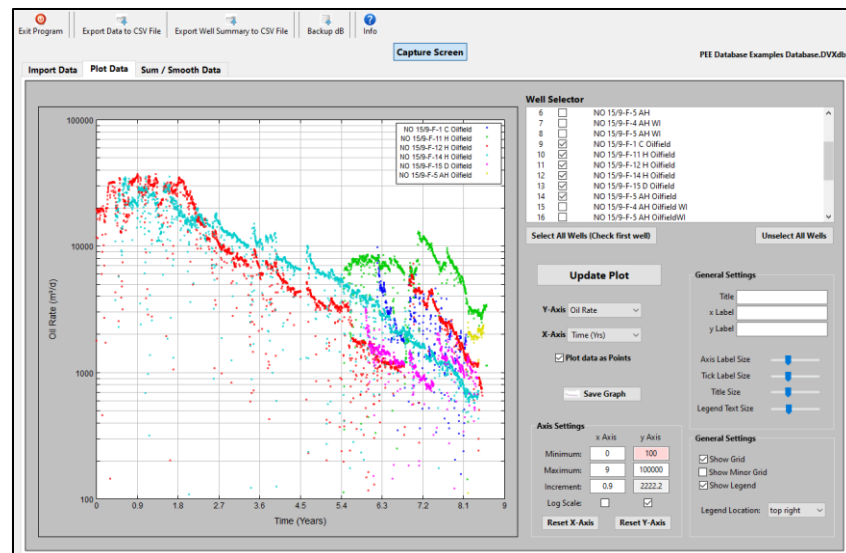 Exit Program Export Data to CSV File Export Well Summary to CSV File Backup dB Info
Capture Screen
PEE Database Examples Database.DVXdb
Import Data Plot Data Sum / Smooth Data
Well Selector
6 NO 15/9-F-5 AH
7 NO 15/9-F-4 AH WI
8 NO 15/9-F-5 AH WI
9 NO 15/9-F-1 C Oilfield
10 NO 15/9-F-11 H Oilfield
11 NO 15/9-F-12 H Oilfield
12 NO 15/9-F-14 H Oilfield
13 NO 15/9-F-15 D Oilfield
14 NO 15/9-F-5 AH Oilfield
15 NO 15/9-F-4 AH Oilfield WI
16 NO 15/9-F-5 AH OilfieldWI
Select All Wells (Check first well) Unselect All Wells
NO 15/9-F-1 C Oilfield
NO 15/9-F-11 H Oilfield
NO 15/9-F-12 H Oilfield
NO 15/9-F-14 H Oilfield
NO 15/9-F-15 D Oilfield
NO 15/9-F-5 AH Oilfield
100000
10000
1000
100
Oil Rate (m³/d)
0 0.9 1.8 2.7 3.6 4.5 5.4 6.3 7.2 8.1 9
Time (Years)
Update Plot
Y-Axis Oil Rate
X-Axis Time (Yrs)
Plot data as Points
Save Graph
Axis Settings
x Axis y Axis
Minimum: 0 100
Maximum: 9 100000
Increment: 0.9 2222.2
Log Scale:
Reset X-Axis Reset Y-Axis
General Settings
Title
x Label
y Label
Axis Label Size
Tick Label Size
Title Size
Legend Text Size
General Settings
Show Grid
Show Minor Grid
Show Legend
Legend Location: top right